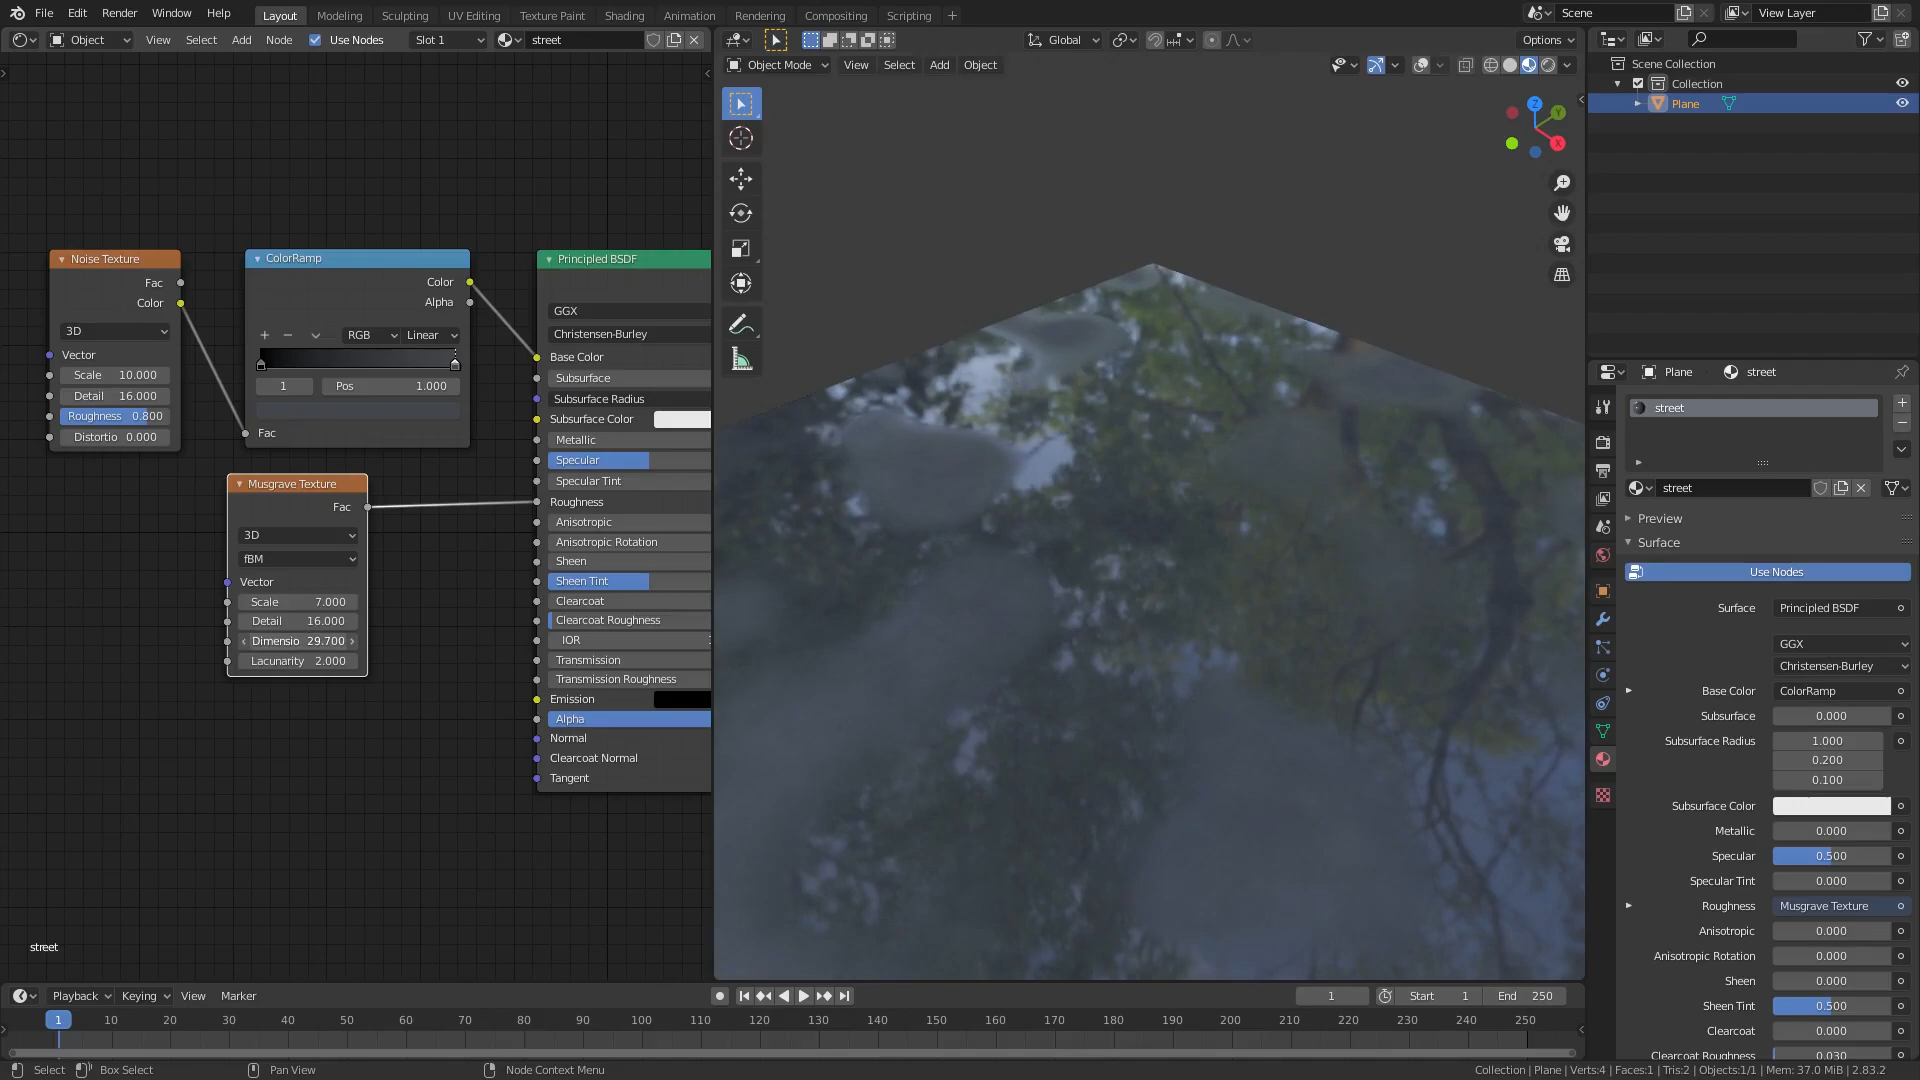 File Edit Render Window Help Layout Modeling Sculpting UV Editing Texture Paint Shading Animation Rendering Compositing Scripting + Scene View Layer
Object View Select Add Node Use Nodes Slot 1 street Global Options
Object Mode View Select Add Object
Scene Collection
Collection
Plane
Noise Texture
Fac
Color
3D
Vector
Scale 10.000
Detail 16.000
Roughness 0.800
Distortio 0.000
ColorRamp
Color
Alpha
RGB Linear
1 Pos 1.000
Fac
Musgrave Texture
Fac
3D
fBM
Vector
Scale 7.000
Detail 16.000
Dimensio 29.700
Lacunarity 2.000
Principled BSDF
GGX
Christensen-Burley
Base Color
Subsurface
Subsurface Radius
Subsurface Color
Metallic
Specular
Specular Tint
Roughness
Anisotropic
Anisotropic Rotation
Sheen
Sheen Tint
Clearcoat
Clearcoat Roughness
IOR
Transmission
Transmission Roughness
Emission
Alpha
Normal
Clearcoat Normal
Tangent
street
Z
Y
X
Plane street
street
street
Preview
Surface
Use Nodes
Surface Principled BSDF
GGX
Christensen-Burley
Base Color ColorRamp
Subsurface 0.000
Subsurface Radius 1.000
0.200
0.100
Subsurface Color
Metallic 0.000
Specular 0.500
Specular Tint 0.000
Roughness Musgrave Texture
Anisotropic 0.000
Anisotropic Rotation 0.000
Sheen 0.000
Sheen Tint 0.500
Clearcoat 0.000
Clearcoat Roughness 0.030
Playback Keying View Marker 1 Start 1 End 250
1 10 20 30 40 50 60 70 80 90 100 110 120 130 140 150 160 170 180 190 200 210 220 230 240 250
Select Box Select Pan View Node Context Menu Collection | Plane | Verts:4 | Faces:1 | Tris:2 | Objects:1/1 | Mem: 37.0 MiB | 2.83.2